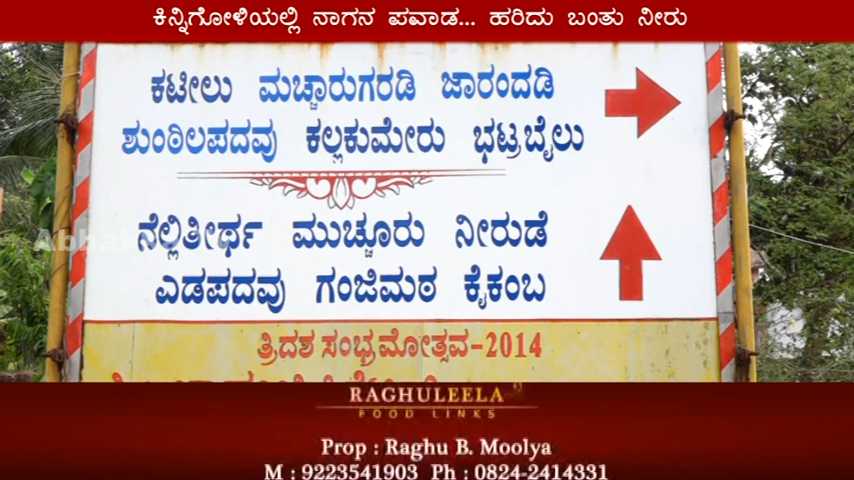 ಕಿನ್ನಿಗೋಳಿಯಲ್ಲಿ ನಾಗನ ಪವಾಡ... ಹರಿದು ಬಂತು ನೀರು
ಕಟೀಲು ಮಚ್ಚಾರುಗರಡಿ ಜಾರಂದಡಿ
ಶುಂಠಿಲಪದವು ಕಲ್ಲಕುಮೇರು ಭಟ್ರಬೈಲು
ನೆಲ್ಲಿತೀರ್ಥ ಮುಚ್ಚೂರು ನೀರುಡೆ
ಎಡಪದವು ಗಂಜಿಮಠ ಕೈಕಂಬ
ತ್ರಿದಶ ಸಂಭ್ರಮೋತ್ಸವ-2014
RAGHULEELA
FOOD LINKS
Prop : Raghu B. Moolya
M : 9223541903 Ph : 0824-2414331